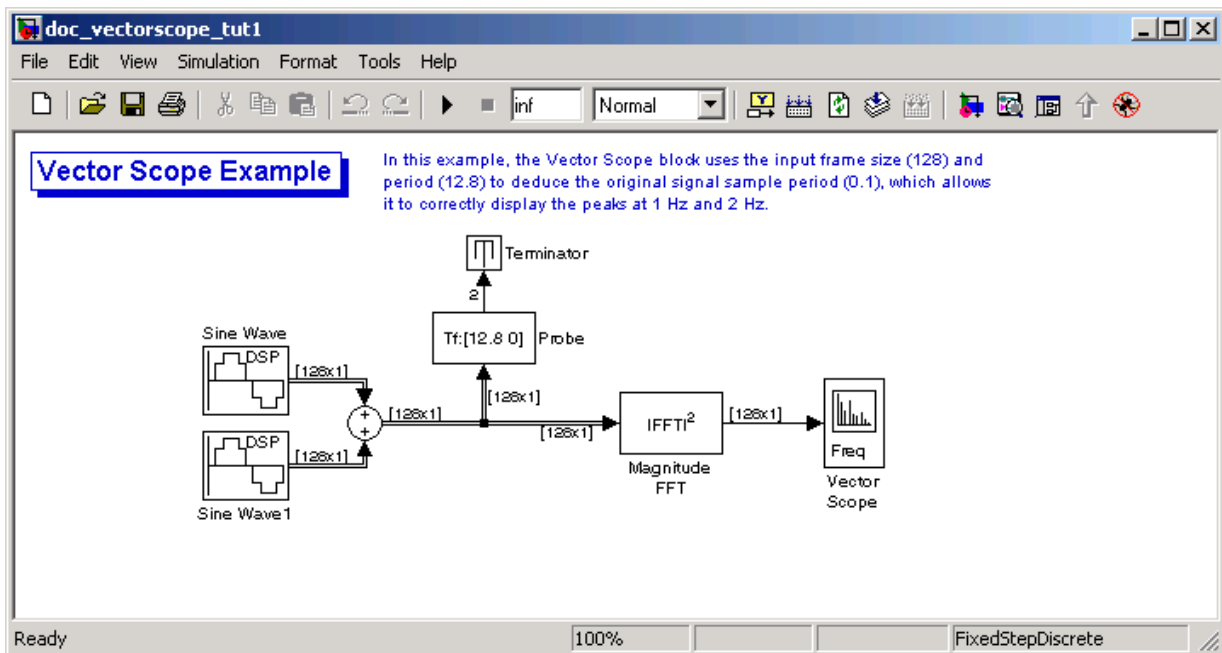 doc_vectorscope_tut1
File Edit View Simulation Format Tools Help
inf Normal
Vector Scope Example
In this example, the Vector Scope block uses the input frame size (128) and
period (12.8) to deduce the original signal sample period (0.1), which allows
it to correctly display the peaks at 1 Hz and 2 Hz.
Terminator
2
Tf:[12.8 0] Probe
Sine Wave
DSP
[128x1]
[128x1]
+
+
[128x1]
[128x1]
|FFT|²
[128x1]
Freq
DSP
[128x1]
Magnitude
FFT
Vector
Scope
Sine Wave1
Ready 100% FixedStepDiscrete